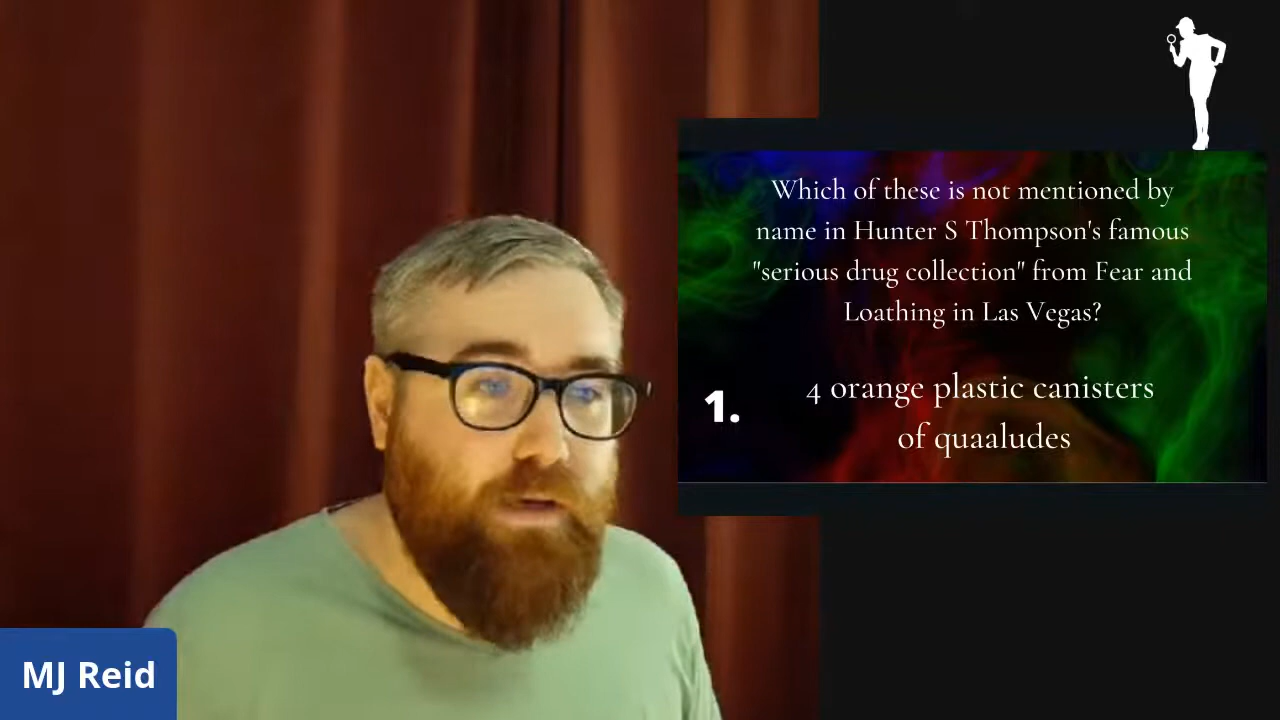 Which of these is not mentioned by
name in Hunter S Thompson's famous
"serious drug collection" from Fear and
Loathing in Las Vegas?
1.
4 orange plastic canisters
of quaaludes
MJ Reid